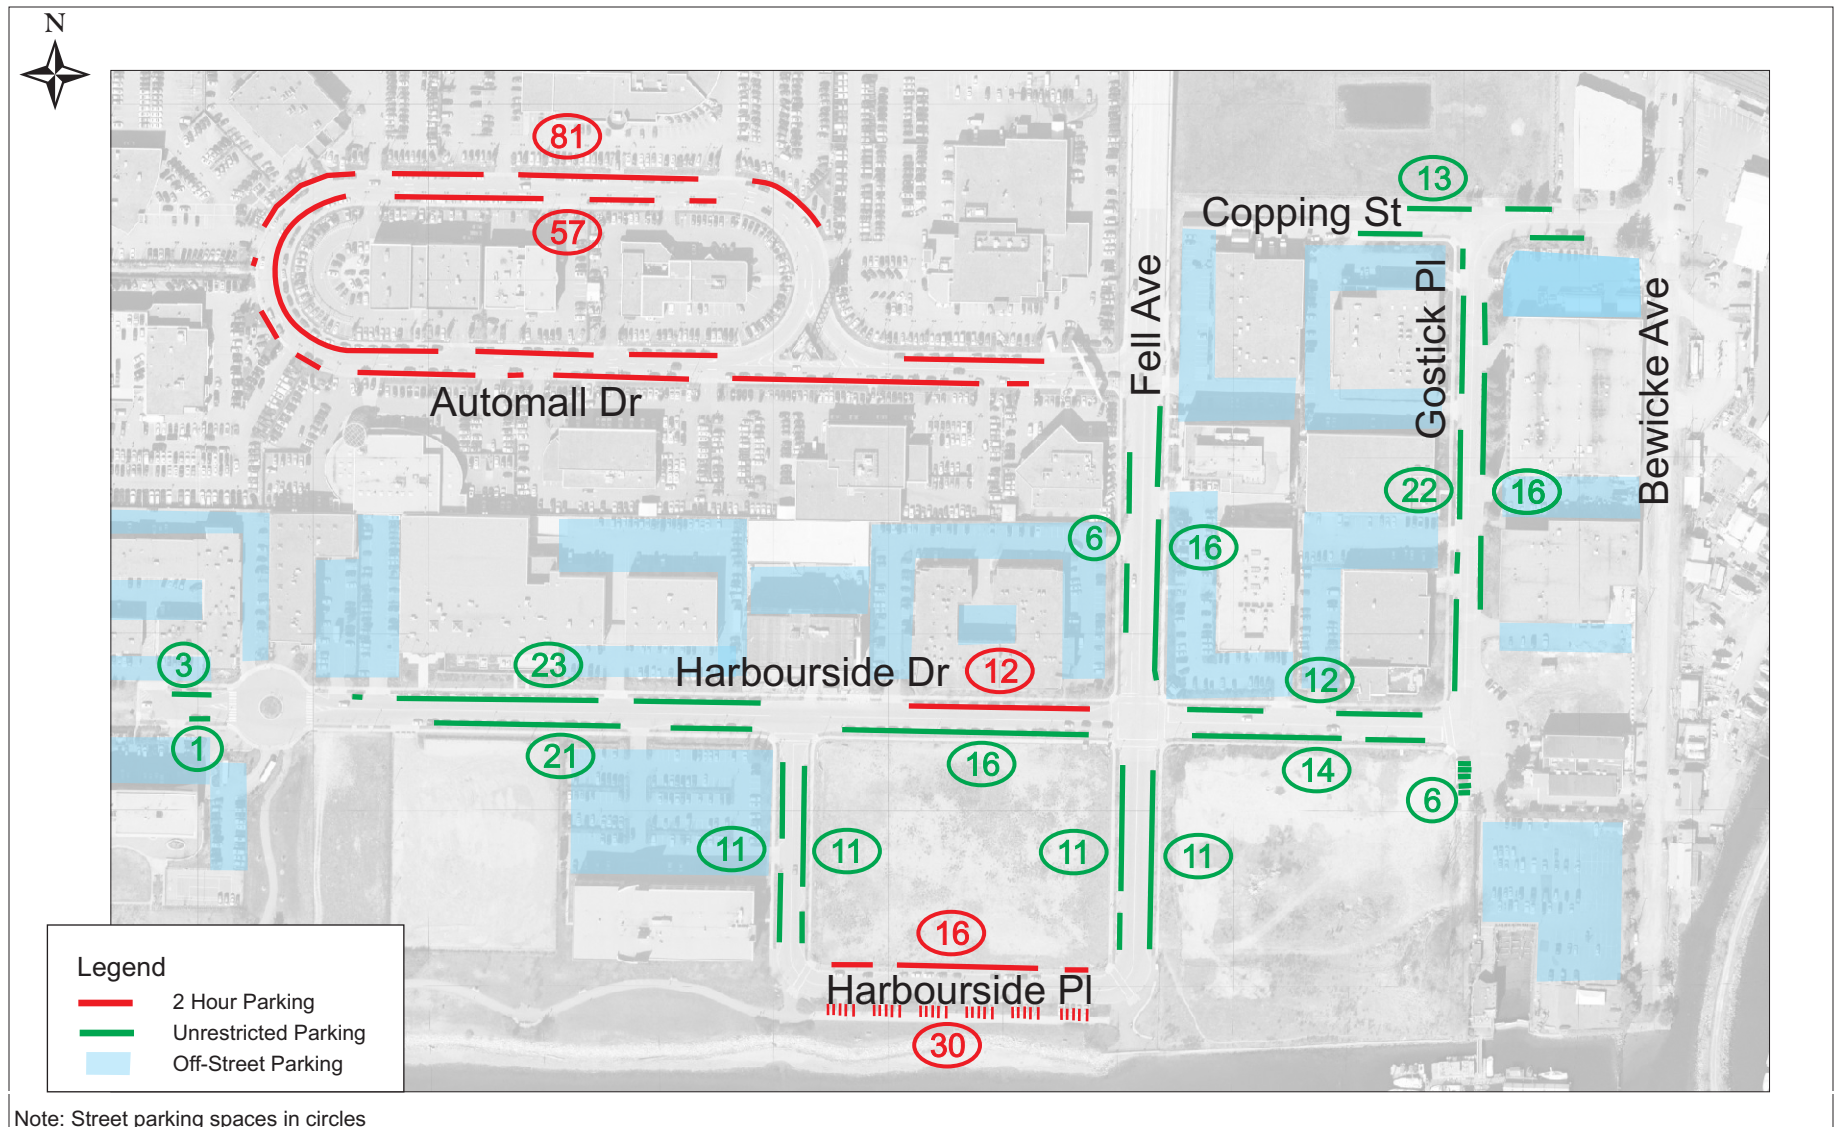 N
81
13
Copping St
57
Fell Ave
Gostick Pl
Bewicke Ave
Automall Dr
22
16
6
16
3
23
Harbourside Dr
12
12
1
21
16
14
6
11
11
11
11
16
Harbourside Pl
30
Legend
2 Hour Parking
Unrestricted Parking
Off-Street Parking
Note: Street parking spaces in circles